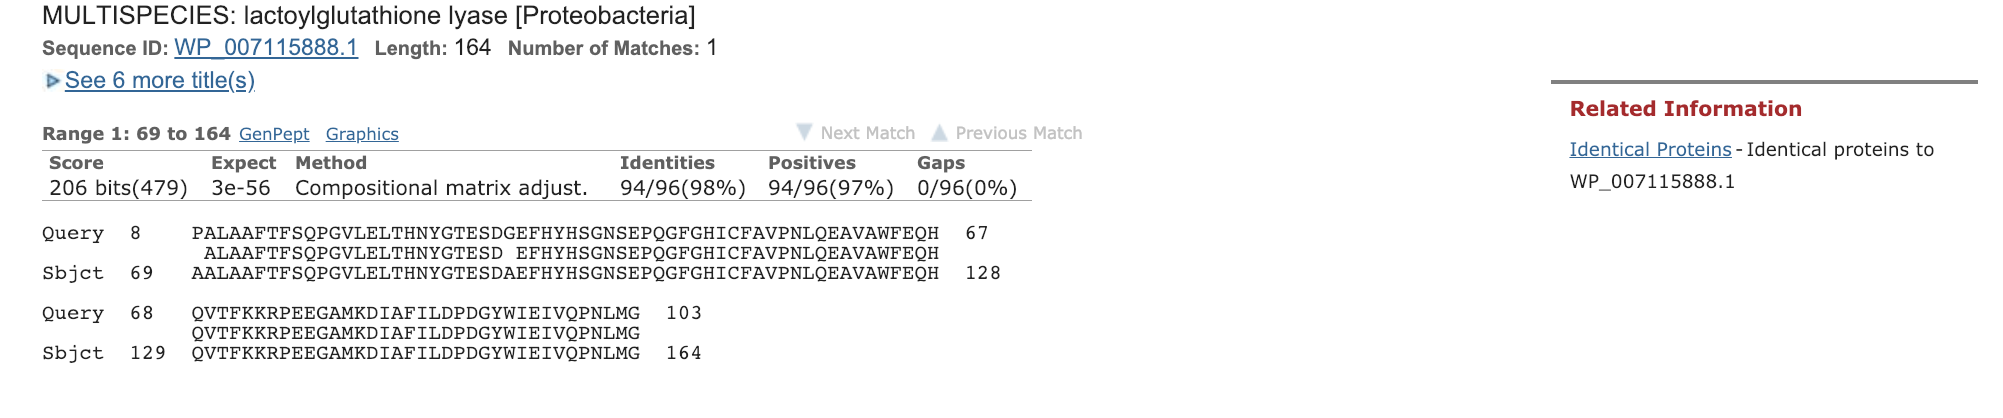 MULTISPECIES: lactoylglutathione lyase [Proteobacteria]
Sequence ID: WP_007115888.1 Length: 164 Number of Matches: 1
See 6 more title(s)
Range 1: 69 to 164 GenPept Graphics
Next Match Previous Match
Score Expect Method Identities Positives Gaps
206 bits(479) 3e-56 Compositional matrix adjust. 94/96(98%) 94/96(97%) 0/96(0%)
Query 8 PALAAFTFSQPGVLELTHNYGTESDGEFHYHSGNSEPQGFGHICFAVPNLQEAVAWFEQH 67
ALAAFTFSQPGVLELTHNYGTESD EFHYHSGNSEPQGFGHICFAVPNLQEAVAWFEQH
Sbjct 69 AALAAFTFSQPGVLELTHNYGTESDAEFHYHSGNSEPQGFGHICFAVPNLQEAVAWFEQH 128
Query 68 QVTFKKRPEEGAMKDIAFILDPDGYWIEIVQPNLMG 103
QVTFKKRPEEGAMKDIAFILDPDGYWIEIVQPNLMG
Sbjct 129 QVTFKKRPEEGAMKDIAFILDPDGYWIEIVQPNLMG 164
Related Information
Identical Proteins - Identical proteins to
WP_007115888.1